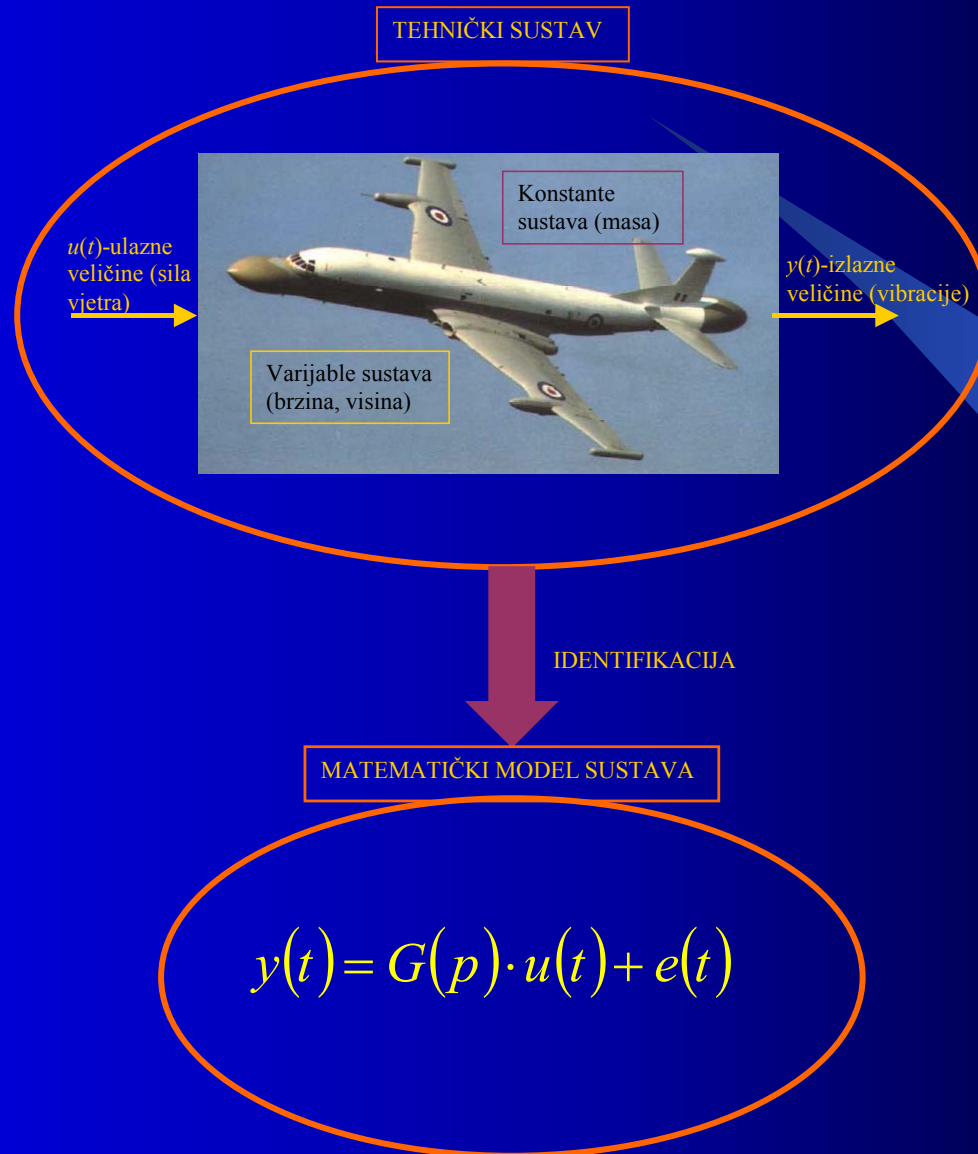 TEHNIČKI SUSTAV
Konstante
sustava (masa)
u(t)-ulazne
veličine (sila
vjetra)
y(t)-izlazne
veličine (vibracije)
Varijable sustava
(brzina, visina)
IDENTIFIKACIJA
MATEMATIČKI MODEL SUSTAVA
y(t) = G(p)·u(t) + e(t)